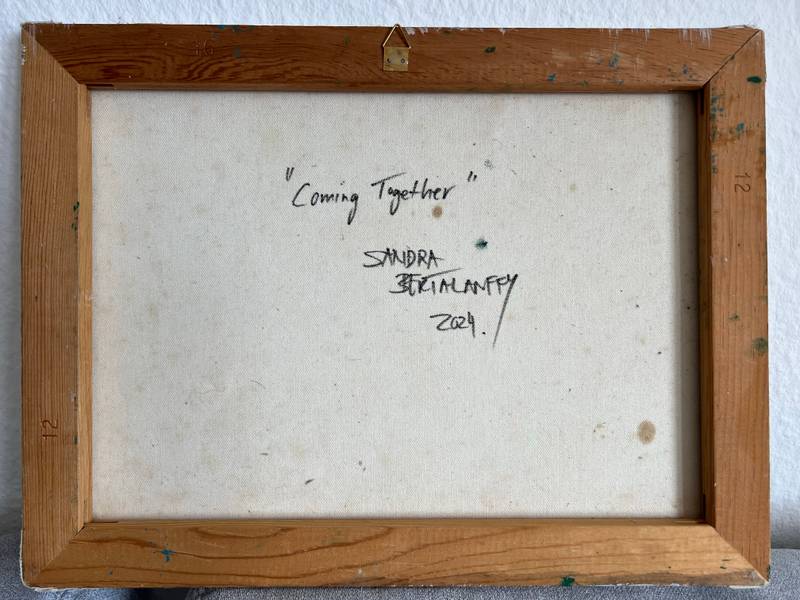 "Coming Together"
SANDRA
BERTALANFFY
2024.
12
12